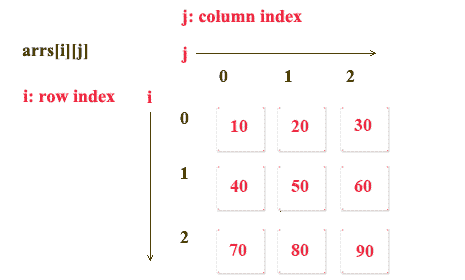 j: column index
arrs[i][j]
j
0 1 2
i: row index i
0 10 20 30
1 40 50 60
2 70 80 90